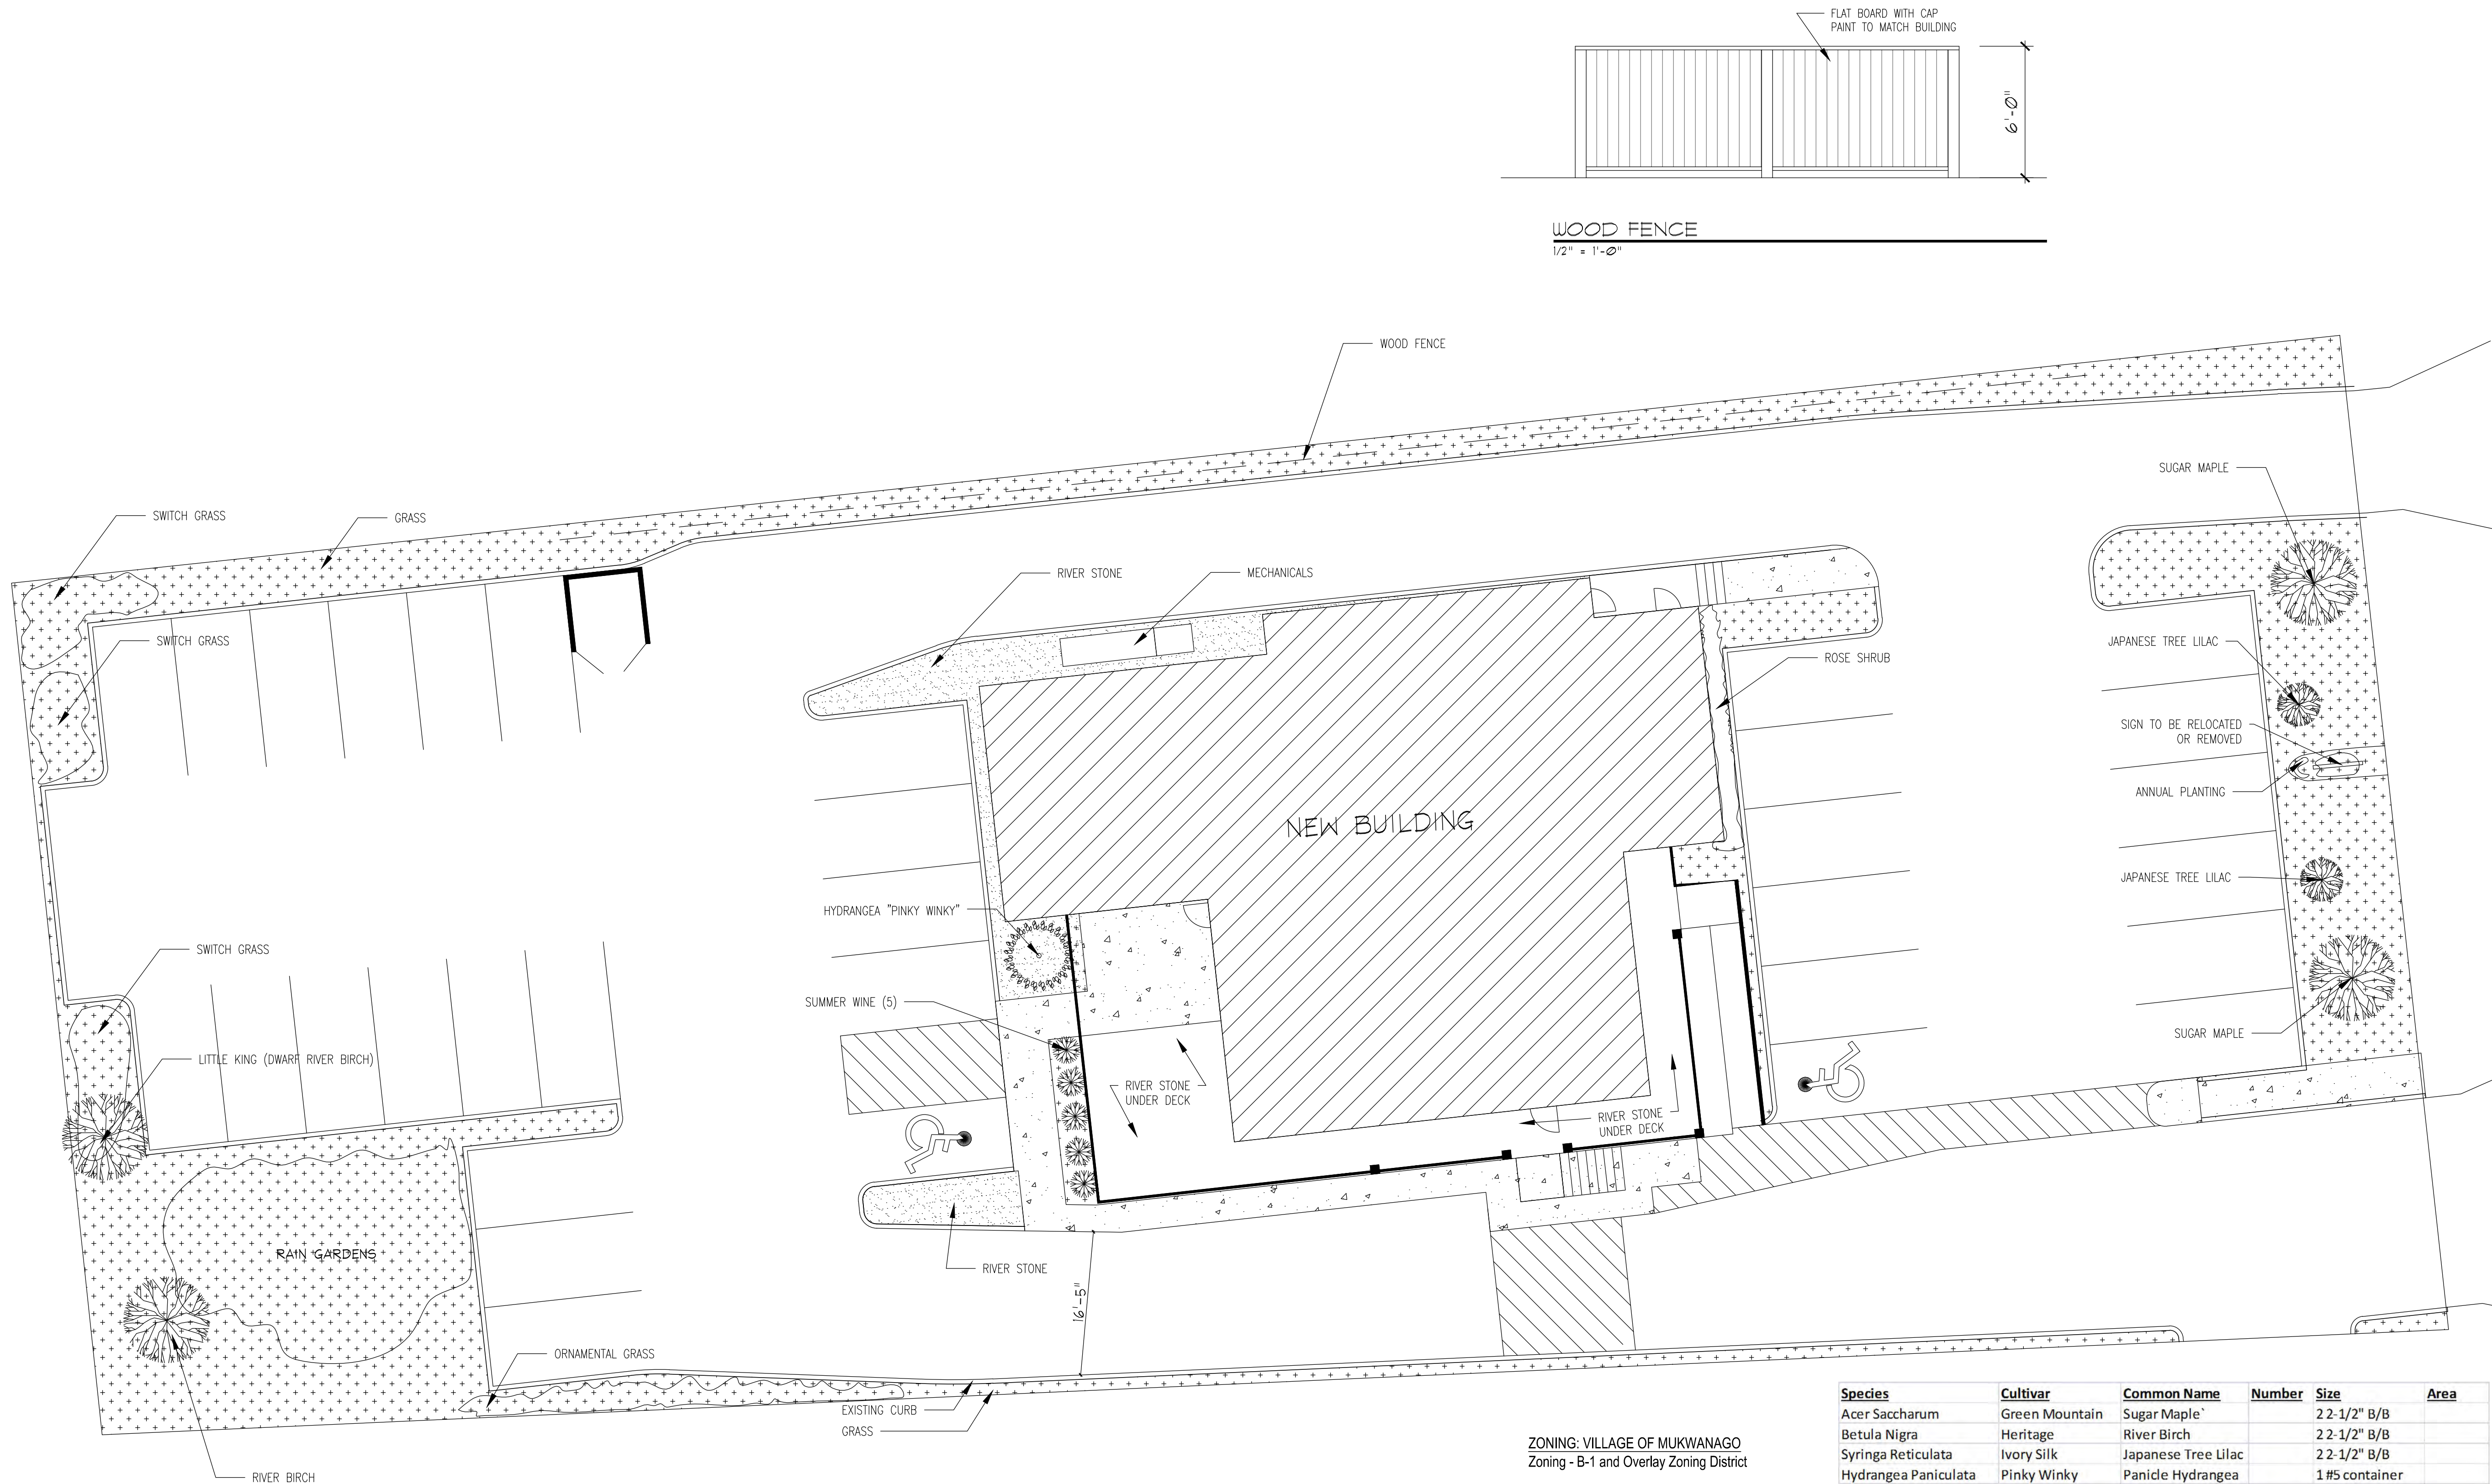 FLAT BOARD WITH CAP
PAINT TO MATCH BUILDING
6'-0"
WOOD FENCE
1/2" = 1'-0"
WOOD FENCE
SUGAR MAPLE
SWITCH GRASS
GRASS
RIVER STONE
MECHANICALS
SWITCH GRASS
JAPANESE TREE LILAC
ROSE SHRUB
SIGN TO BE RELOCATED
OR REMOVED
ANNUAL PLANTING
NEW BUILDING
JAPANESE TREE LILAC
HYDRANGEA "PINKY WINKY"
SWITCH GRASS
SUMMER WINE (5)
SUGAR MAPLE
LITTLE KING (DWARF RIVER BIRCH)
RIVER STONE
UNDER DECK
RIVER STONE
UNDER DECK
RAIN GARDENS
RIVER STONE
16'-5"
ORNAMENTAL GRASS
EXISTING CURB
GRASS
RIVER BIRCH
ZONING: VILLAGE OF MUKWANAGO
Zoning - B-1 and Overlay Zoning District
Species Cultivar Common Name Number Size Area
Acer Saccharum Green Mountain Sugar Maple` 2 2-1/2" B/B
Betula Nigra Heritage River Birch 2 2-1/2" B/B
Syringa Reticulata Ivory Silk Japanese Tree Lilac 2 2-1/2" B/B
Hydrangea Paniculata Pinky Winky Panicle Hydrangea 1 #5 container